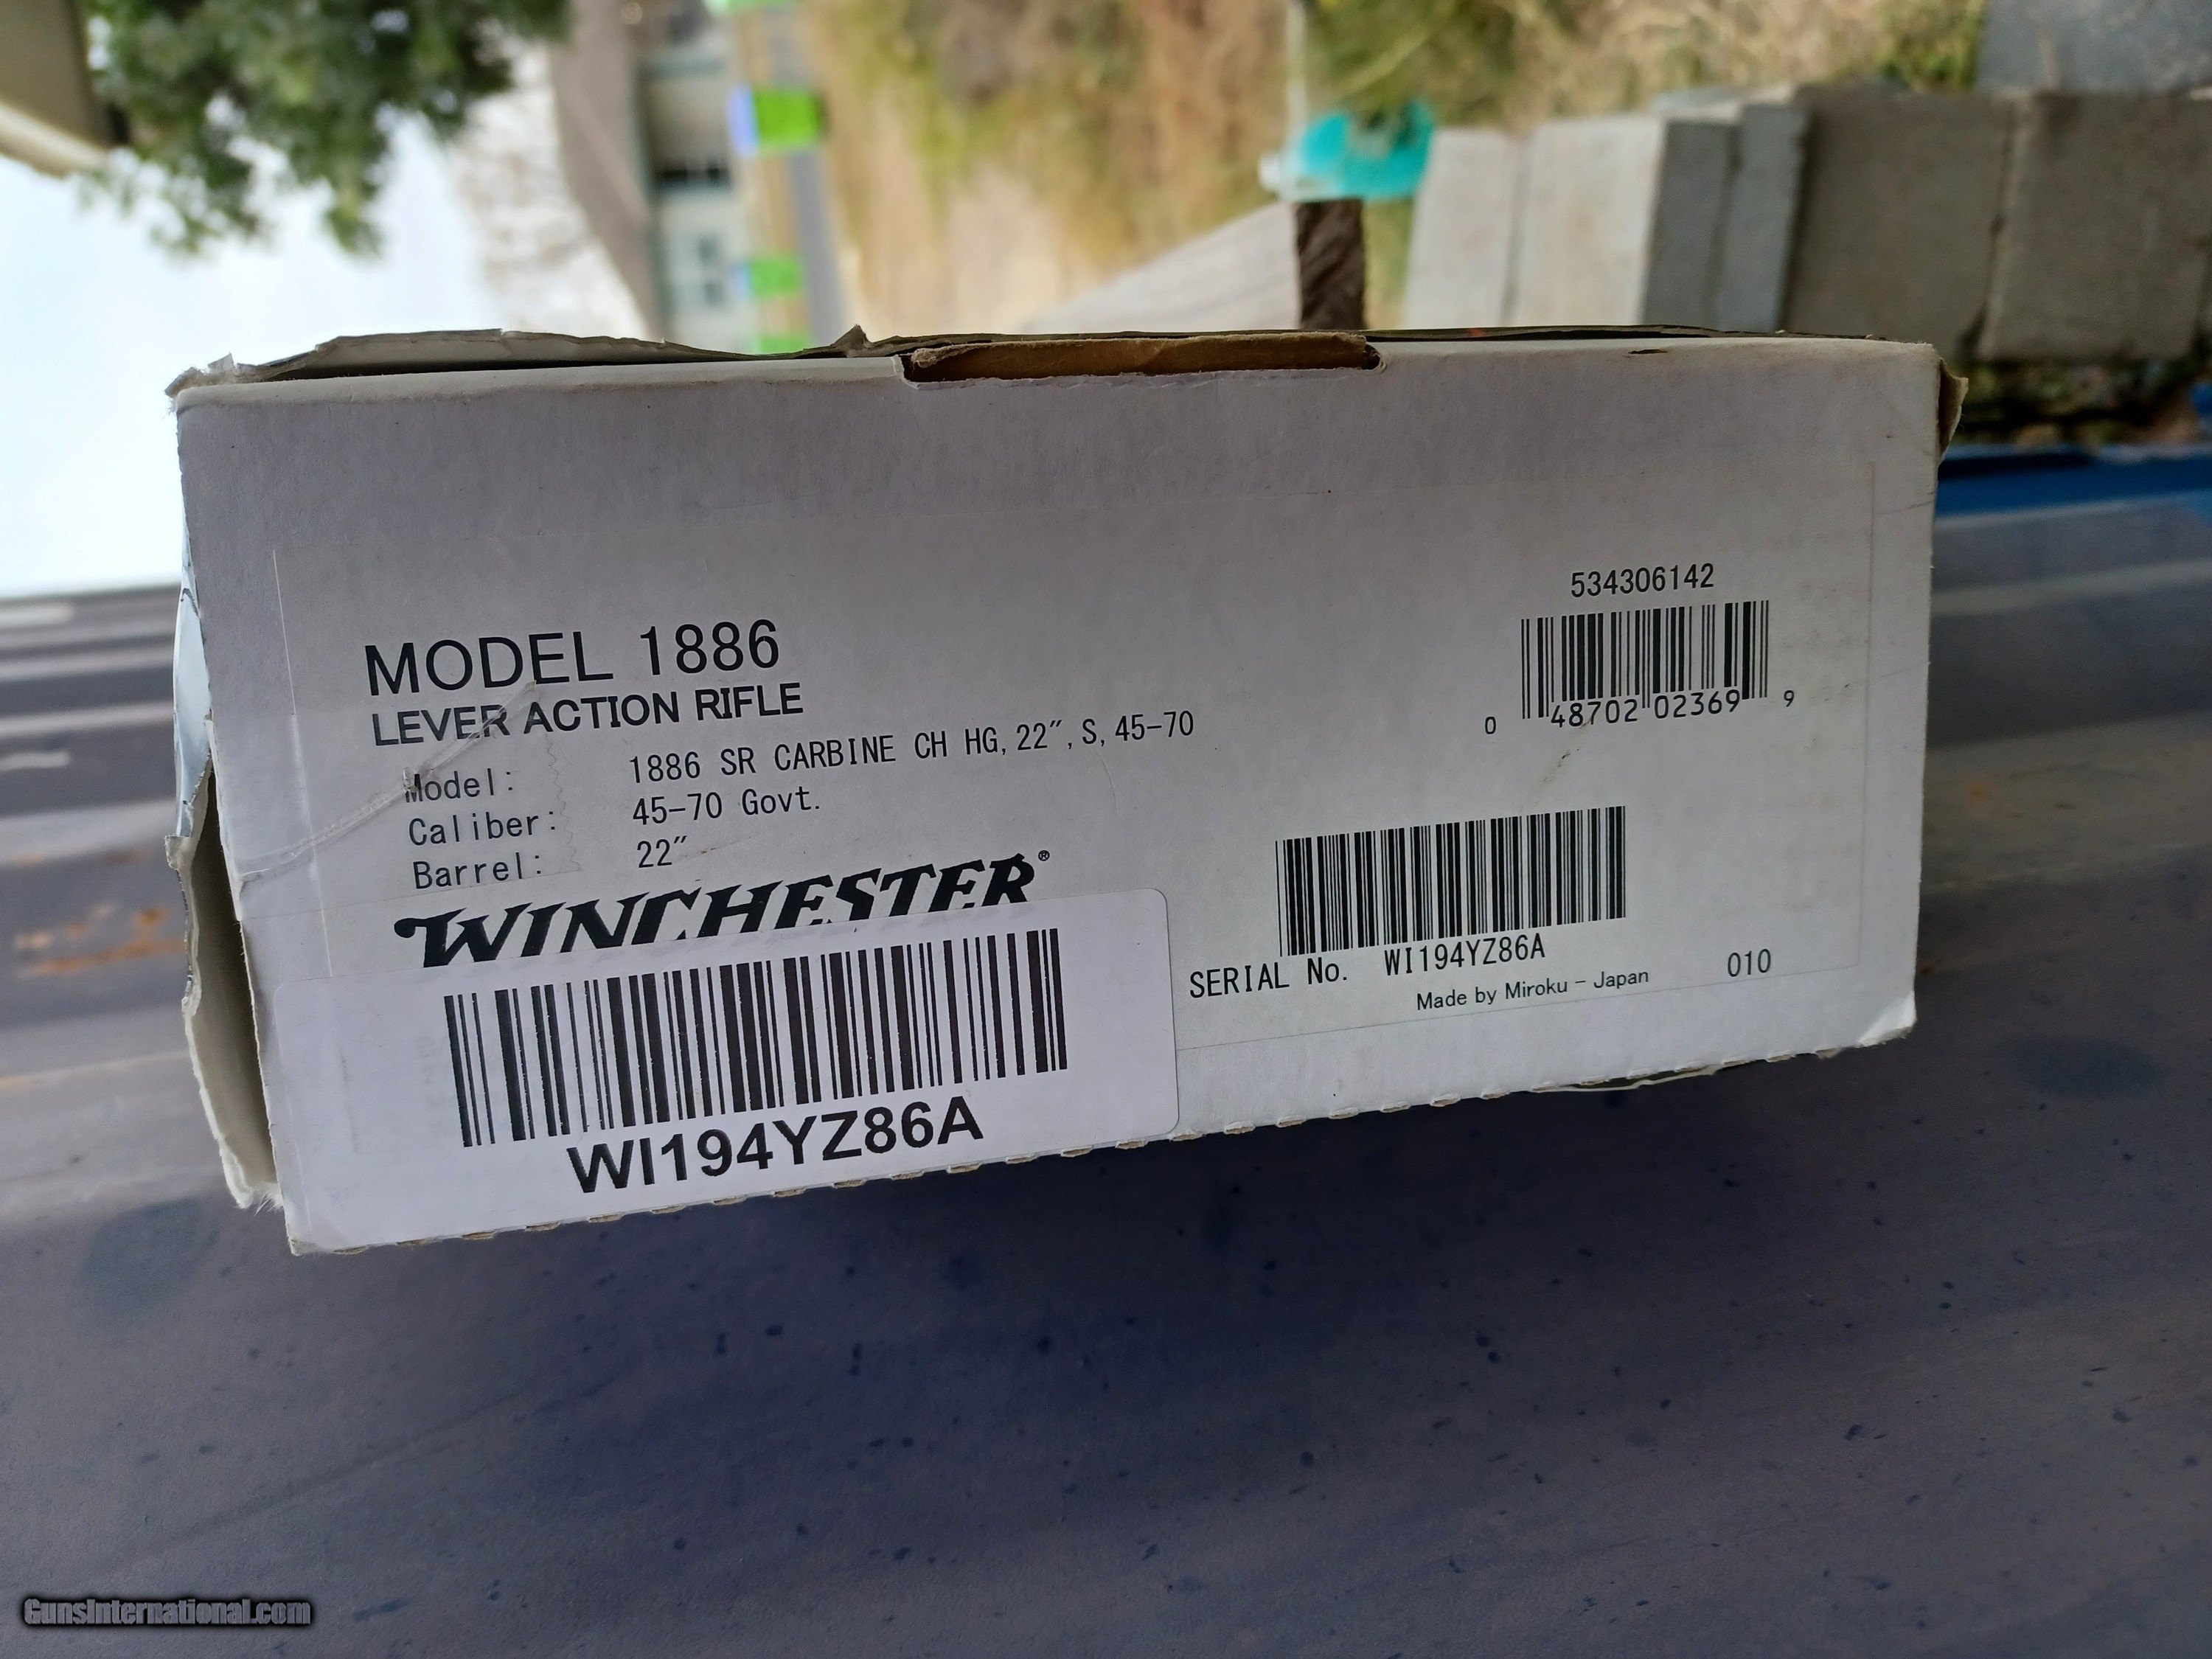 MODEL 1886
LEVER ACTION RIFLE
Model: 1886 SR CARBINE CH HG, 22", S, 45-70
Caliber: 45-70 Govt.
Barrel: 22"
WINCHESTER®
WI194YZ86A
534306142
0 48702 02369 9
SERIAL No. WI194YZ86A
Made by Miroku - Japan
010
GunsInternational.com